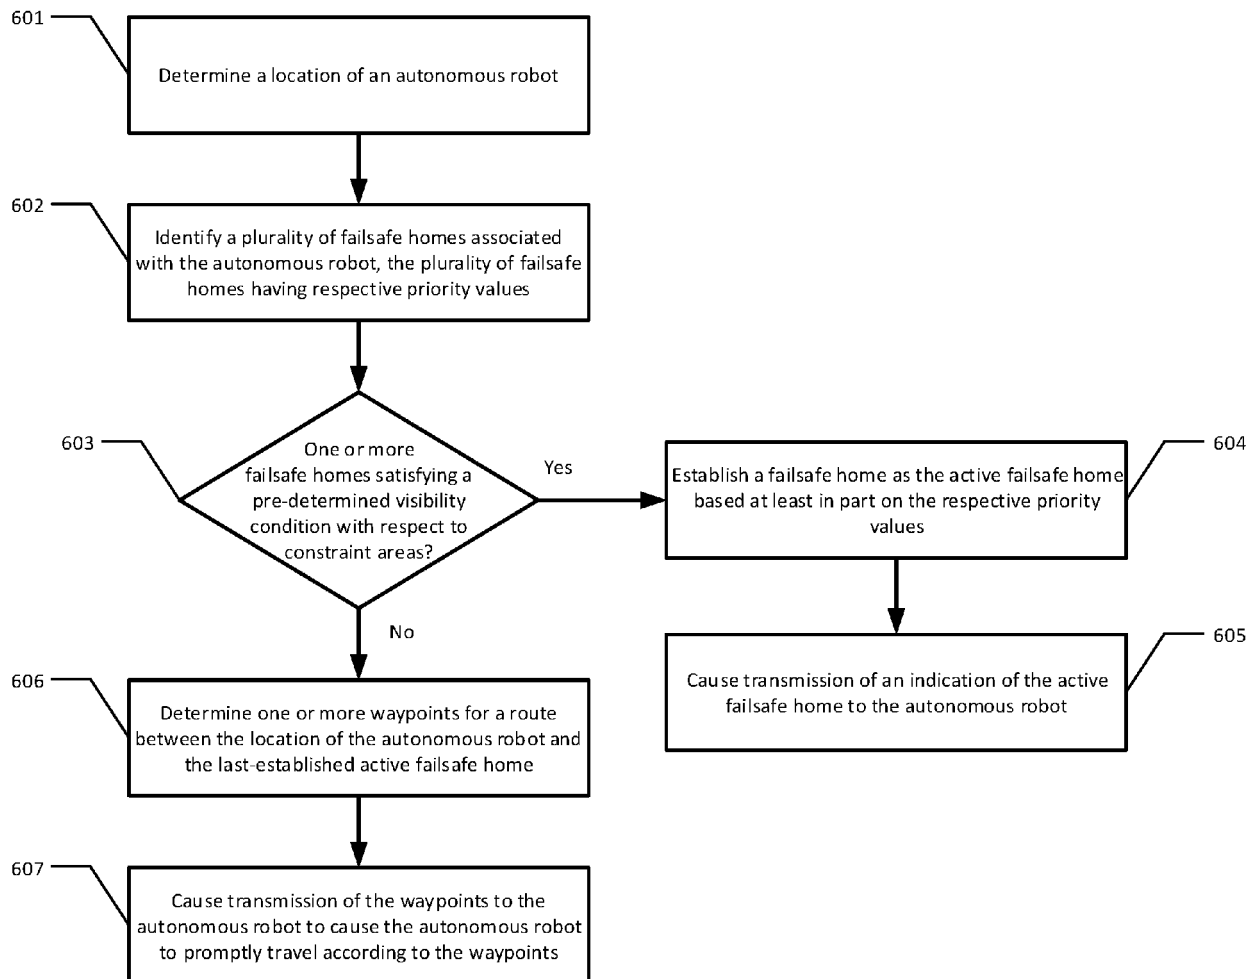 601
Determine a location of an autonomous robot
602
Identify a plurality of failsafe homes associated
with the autonomous robot, the plurality of failsafe
homes having respective priority values
603
One or more
failsafe homes satisfying a
pre-determined visibility
condition with respect to
constraint areas?
Yes
604
Establish a failsafe home as the active failsafe home
based at least in part on the respective priority
values
605
Cause transmission of an indication of the active
failsafe home to the autonomous robot
No
606
Determine one or more waypoints for a route
between the location of the autonomous robot and
the last-established active failsafe home
607
Cause transmission of the waypoints to the
autonomous robot to cause the autonomous robot
to promptly travel according to the waypoints